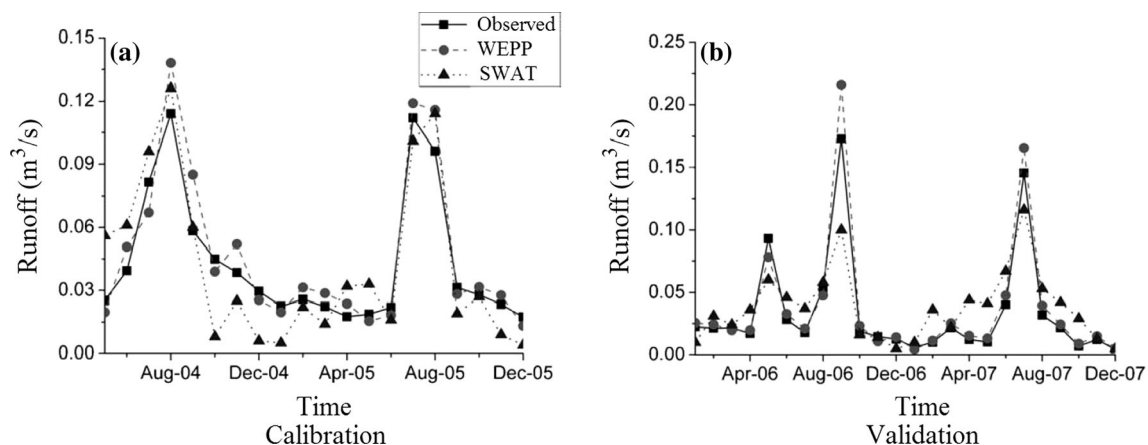 (a)
Observed
WEPP
SWAT
0.15
0.12
0.09
0.06
0.03
0.00
Runoff (m³/s)
Aug-04 Dec-04 Apr-05 Aug-05 Dec-05
Time
Calibration
(b)
0.25
0.20
0.15
0.10
0.05
0.00
Runoff (m³/s)
Apr-06 Aug-06 Dec-06 Apr-07 Aug-07 Dec-07
Time
Validation